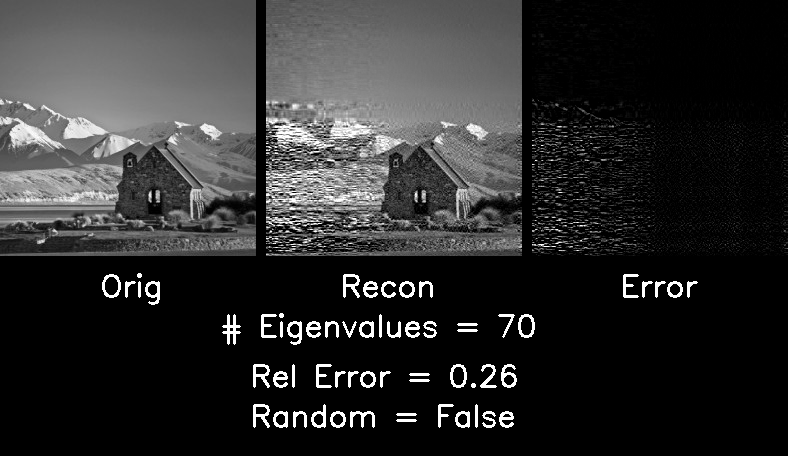 Orig Recon Error
# Eigenvalues = 70
Rel Error = 0.26
Random = False